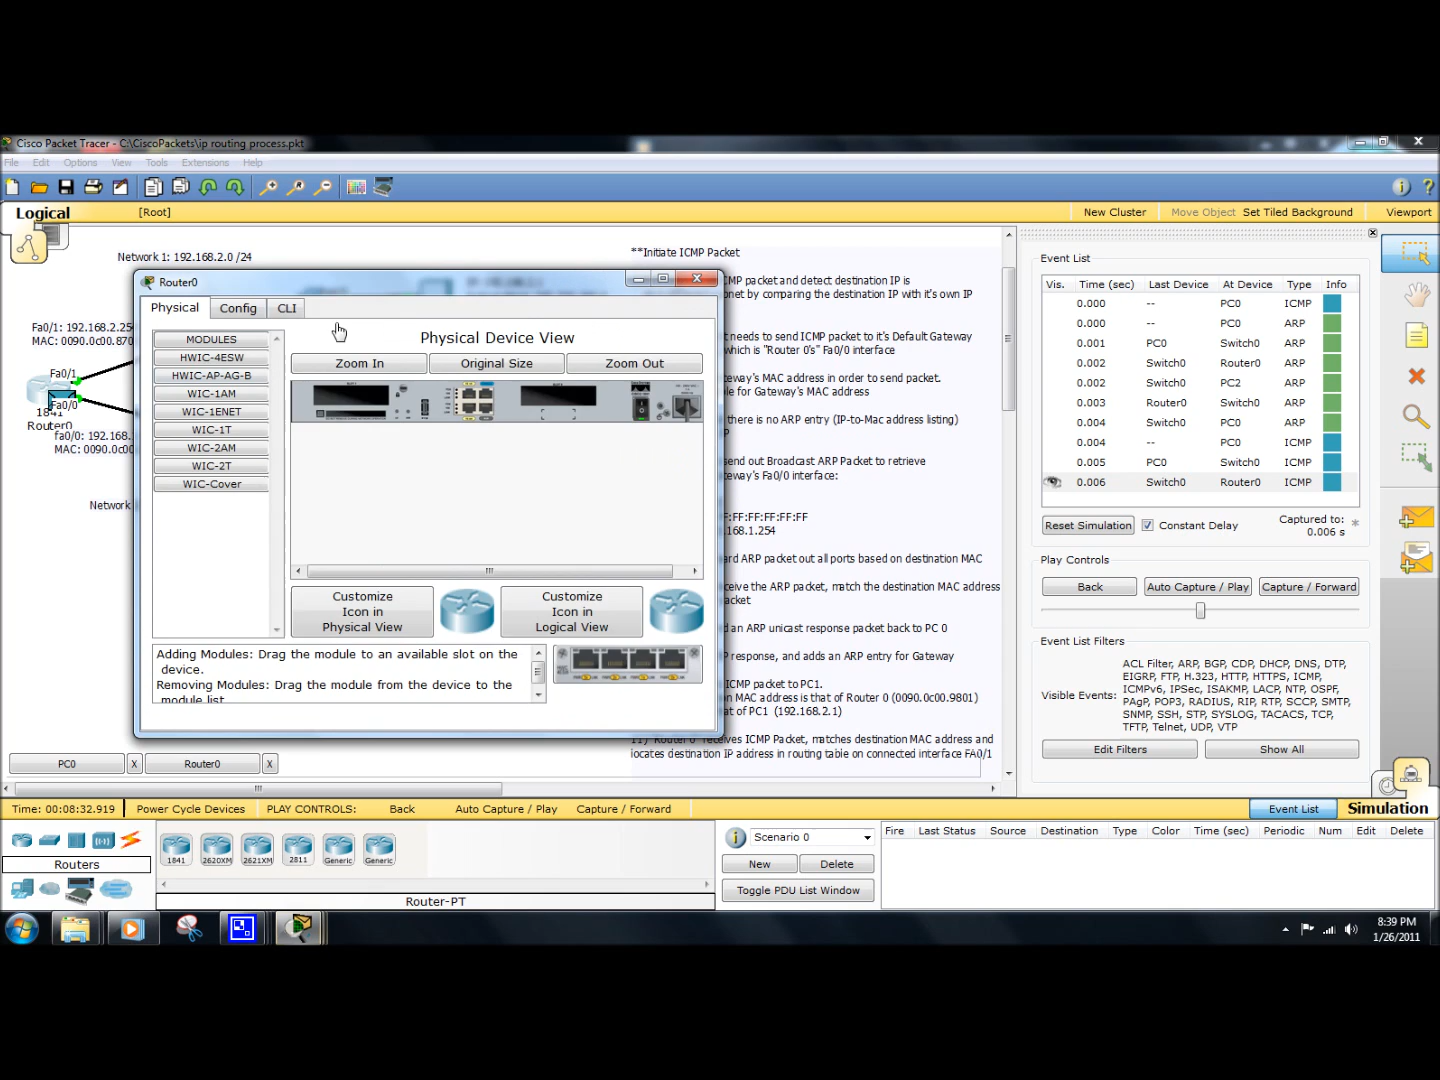 Cisco Packet Tracer - C:\CiscoPackets\ip routing process.pkt
File Edit Options View Tools Extensions Help
Logical
[Root]
New Cluster
Move Object
Set Tiled Background
Viewport
Network 1: 192.168.2.0 /24
Fa0/1: 192.168.2.25
MAC: 0090.0c00.870
Fa0/1
Fa0/0
1841
Router0
fa0/0: 192.168.
MAC: 0090.0c
Network
Router0
Physical
Config
CLI
MODULES
HWIC-4ESW
HWIC-AP-AG-B
WIC-1AM
WIC-1ENET
WIC-1T
WIC-2AM
WIC-2T
WIC-Cover
Physical Device View
Zoom In
Original Size
Zoom Out
Customize
Icon in
Physical View
Customize
Icon in
Logical View
Adding Modules: Drag the module to an available slot on the
device.
Removing Modules: Drag the module from the device to the
module list.
**Initiate ICMP Packet
CMP packet and detect destination IP is
net by comparing the destination IP with it's own IP
needs to send ICMP packet to it's Default Gateway
which is "Router 0's" Fa0/0 interface
eway's MAC address in order to send packet.
le for Gateway's MAC address
there is no ARP entry (IP-to-Mac address listing)
P
end out Broadcast ARP Packet to retrieve
eway's Fa0/0 interface:
F:FF:FF:FF:FF:FF
168.1.254
ard ARP packet out all ports based on destination MAC
ceive the ARP packet, match the destination MAC address
acket
d an ARP unicast response packet back to PC 0
P response, and adds an ARP entry for Gateway
ICMP packet to PC1.
on MAC address is that of Router 0 (0090.0c00.9801)
at of PC1 (192.168.2.1)
11) "Router0" receives ICMP Packet, matches destination MAC address and
locates destination IP address in routing table on connected interface FA0/1
PC0 X Router0 X
Event List
Vis. Time (sec) Last Device At Device Type Info
0.000 -- PC0 ICMP
0.000 -- PC0 ARP
0.001 PC0 Switch0 ARP
0.002 Switch0 Router0 ARP
0.002 Switch0 PC2 ARP
0.003 Router0 Switch0 ARP
0.004 Switch0 PC0 ARP
0.004 -- PC0 ICMP
0.005 PC0 Switch0 ICMP
0.006 Switch0 Router0 ICMP
Reset Simulation
Constant Delay
Captured to: *
0.006 s
Play Controls
Back
Auto Capture / Play
Capture / Forward
Event List Filters
Visible Events:
ACL Filter, ARP, BGP, CDP, DHCP, DNS, DTP,
EIGRP, FTP, H.323, HTTP, HTTPS, ICMP,
ICMPv6, IPSec, ISAKMP, LACP, NTP, OSPF,
PAgP, POP3, RADIUS, RIP, RTP, SCCP, SMTP,
SNMP, SSH, STP, SYSLOG, TACACS, TCP,
TFTP, Telnet, UDP, VTP
Edit Filters
Show All
Time: 00:08:32.919
Power Cycle Devices
PLAY CONTROLS:
Back
Auto Capture / Play
Capture / Forward
Event List
Simulation
Routers
1841
2620XM
2621XM
2811
Generic
Generic
Router-PT
Scenario 0
New
Delete
Toggle PDU List Window
Fire Last Status Source Destination Type Color Time (sec) Periodic Num Edit Delete
8:39 PM
1/26/2011